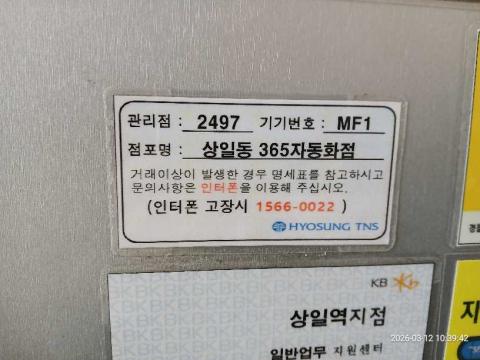 관리점 : 2497 기기번호 : MF1
점포명 : 상일동 365자동화점
거래이상이 발생한 경우 명세표를 참고하시고
문의사항은 인터폰을 이용해 주십시오.
(인터폰 고장시 1566-0022 )
HYOSUNG TNS
KB
상일역지점
일반업무 지원센터
지
2026-03-12 10:39:42